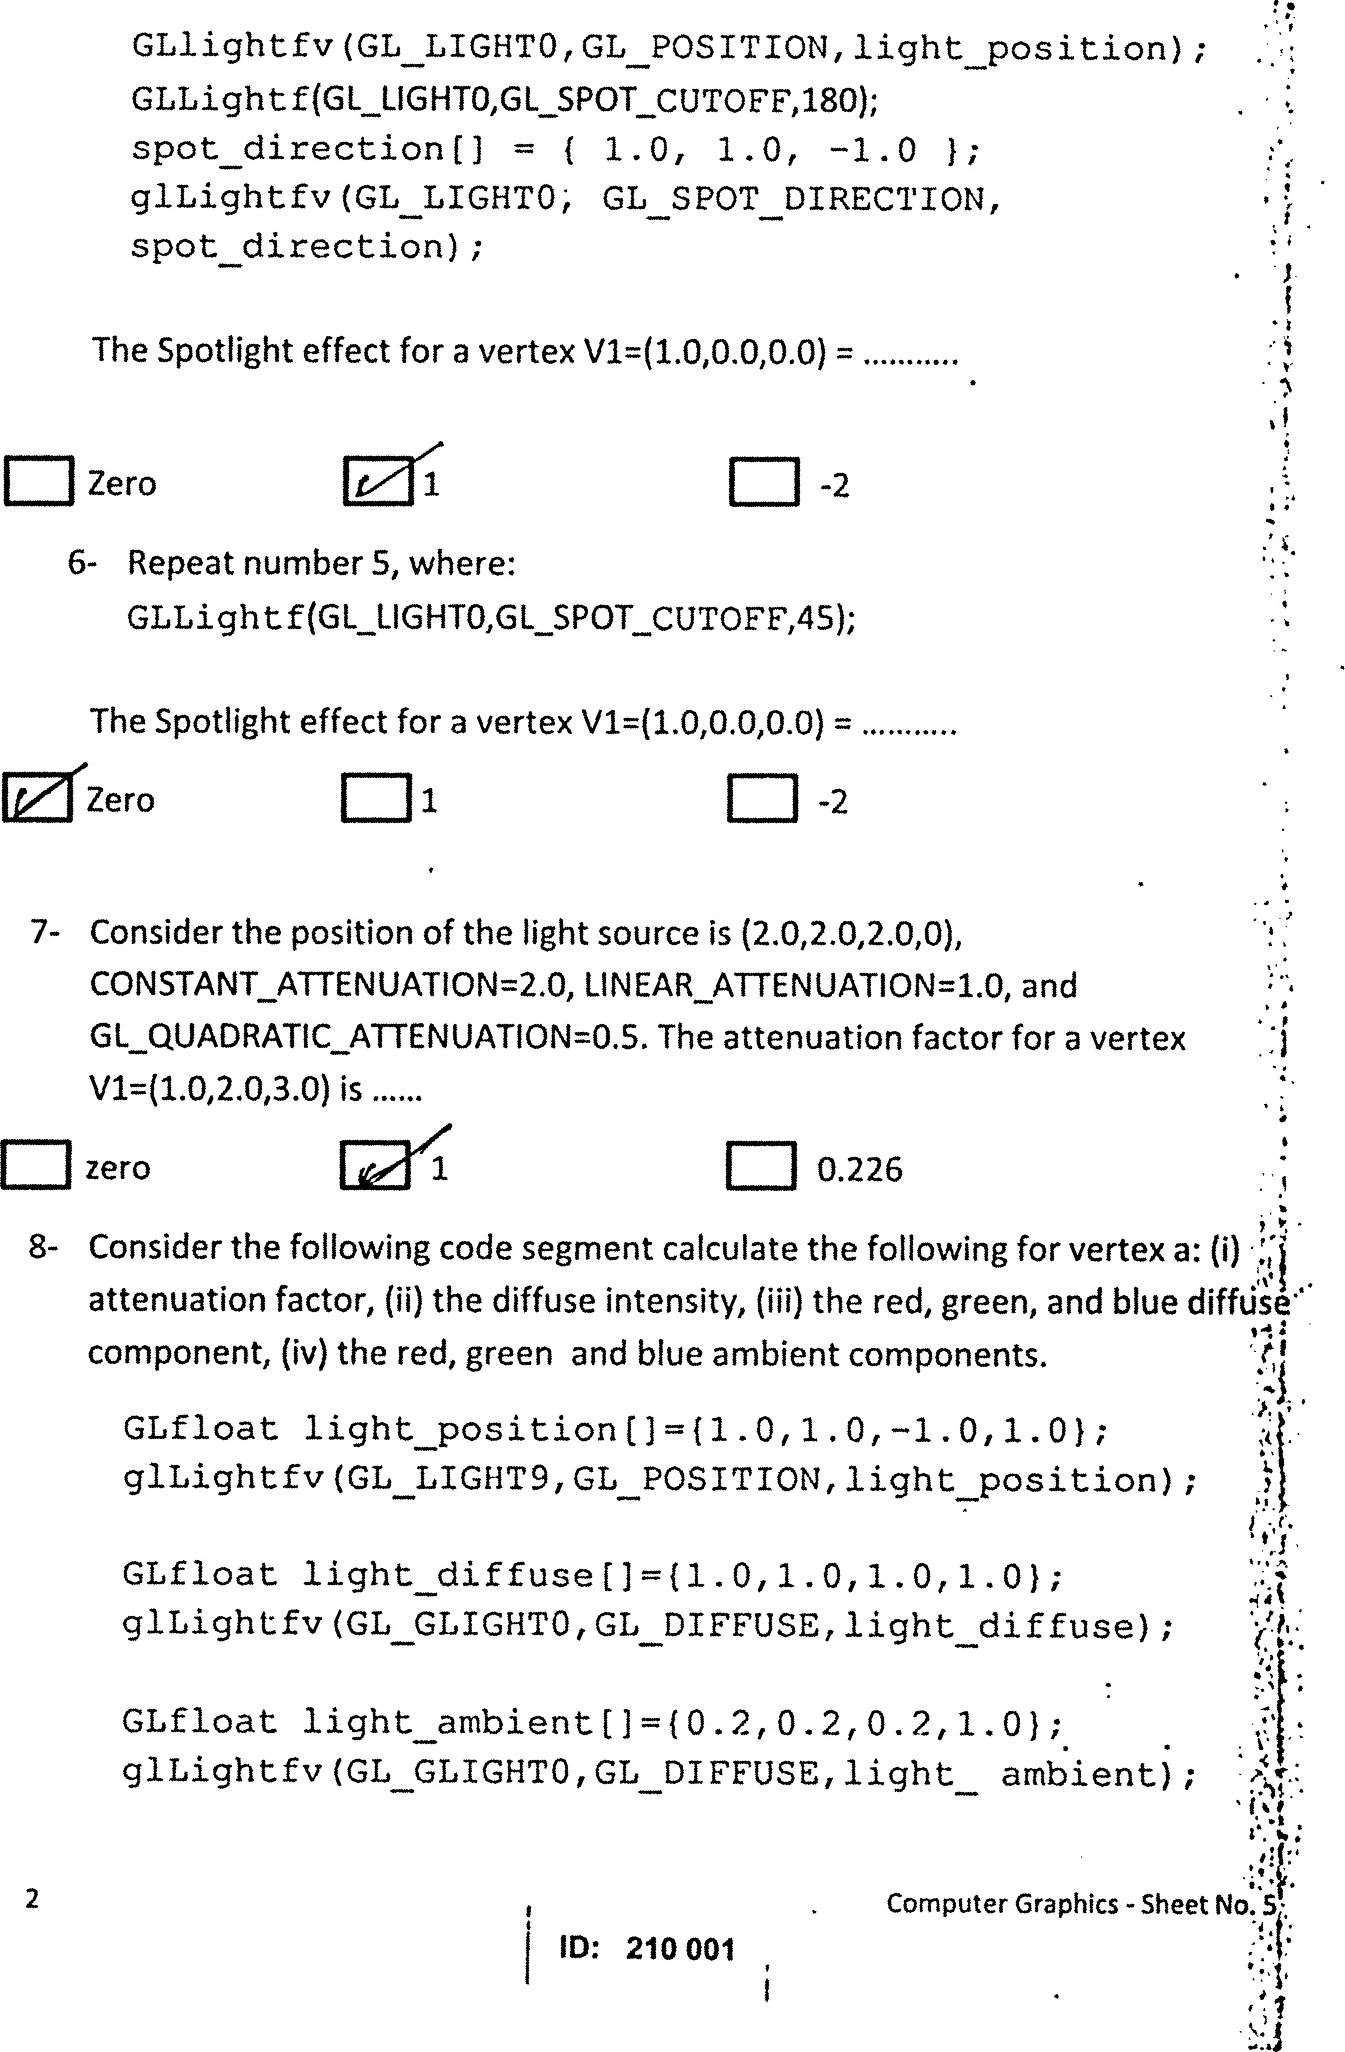 GLlightfv(GL_LIGHT0,GL_POSITION,light_position);
GLLightf(GL_LIGHT0,GL_SPOT_CUTOFF,180);
spot_direction[] = { 1.0, 1.0, -1.0 };
glLightfv(GL_LIGHT0; GL_SPOT_DIRECTION,
spot_direction);
The Spotlight effect for a vertex V1=(1.0,0.0,0.0) = ...........
Zero 1 -2
6- Repeat number 5, where:
GLLightf(GL_LIGHT0,GL_SPOT_CUTOFF,45);
The Spotlight effect for a vertex V1=(1.0,0.0,0.0) = ...........
Zero 1 -2
7- Consider the position of the light source is (2.0,2.0,2.0,0),
CONSTANT_ATTENUATION=2.0, LINEAR_ATTENUATION=1.0, and
GL_QUADRATIC_ATTENUATION=0.5. The attenuation factor for a vertex
V1=(1.0,2.0,3.0) is ......
zero 1 0.226
8- Consider the following code segment calculate the following for vertex a: (i)
attenuation factor, (ii) the diffuse intensity, (iii) the red, green, and blue diffuse
component, (iv) the red, green and blue ambient components.
GLfloat light_position[]={1.0,1.0,-1.0,1.0};
glLightfv(GL_LIGHT9,GL_POSITION,light_position);
GLfloat light_diffuse[]={1.0,1.0,1.0,1.0};
glLightfv(GL_GLIGHT0,GL_DIFFUSE,light_diffuse);
GLfloat light_ambient[]={0.2,0.2,0.2,1.0};
glLightfv(GL_GLIGHT0,GL_DIFFUSE,light_ ambient);
2 Computer Graphics - Sheet No. 5
ID: 210 001